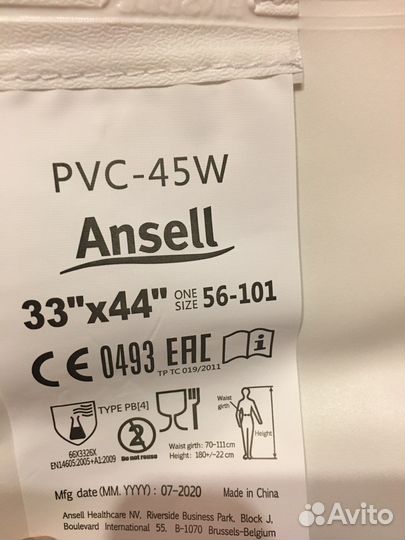 PVC-45W
Ansell
33"x44" ONE SIZE 56-101
CE 0493 EAC i
TP TC 019/2011
TYPE PB[4]
Waist girth
Height
2
Do not reuse
66X3326X
EN14605:2005+A1:2009
Waist girth: 70-111cm
Height: 180+/-22 cm
Mfg date (MM. YYYY) : 07-2020 Made in China
Ansell Healthcare NV, Riverside Business Park, Block J,
Boulevard International 55, B-1070 Brussels-Belgium
Avito